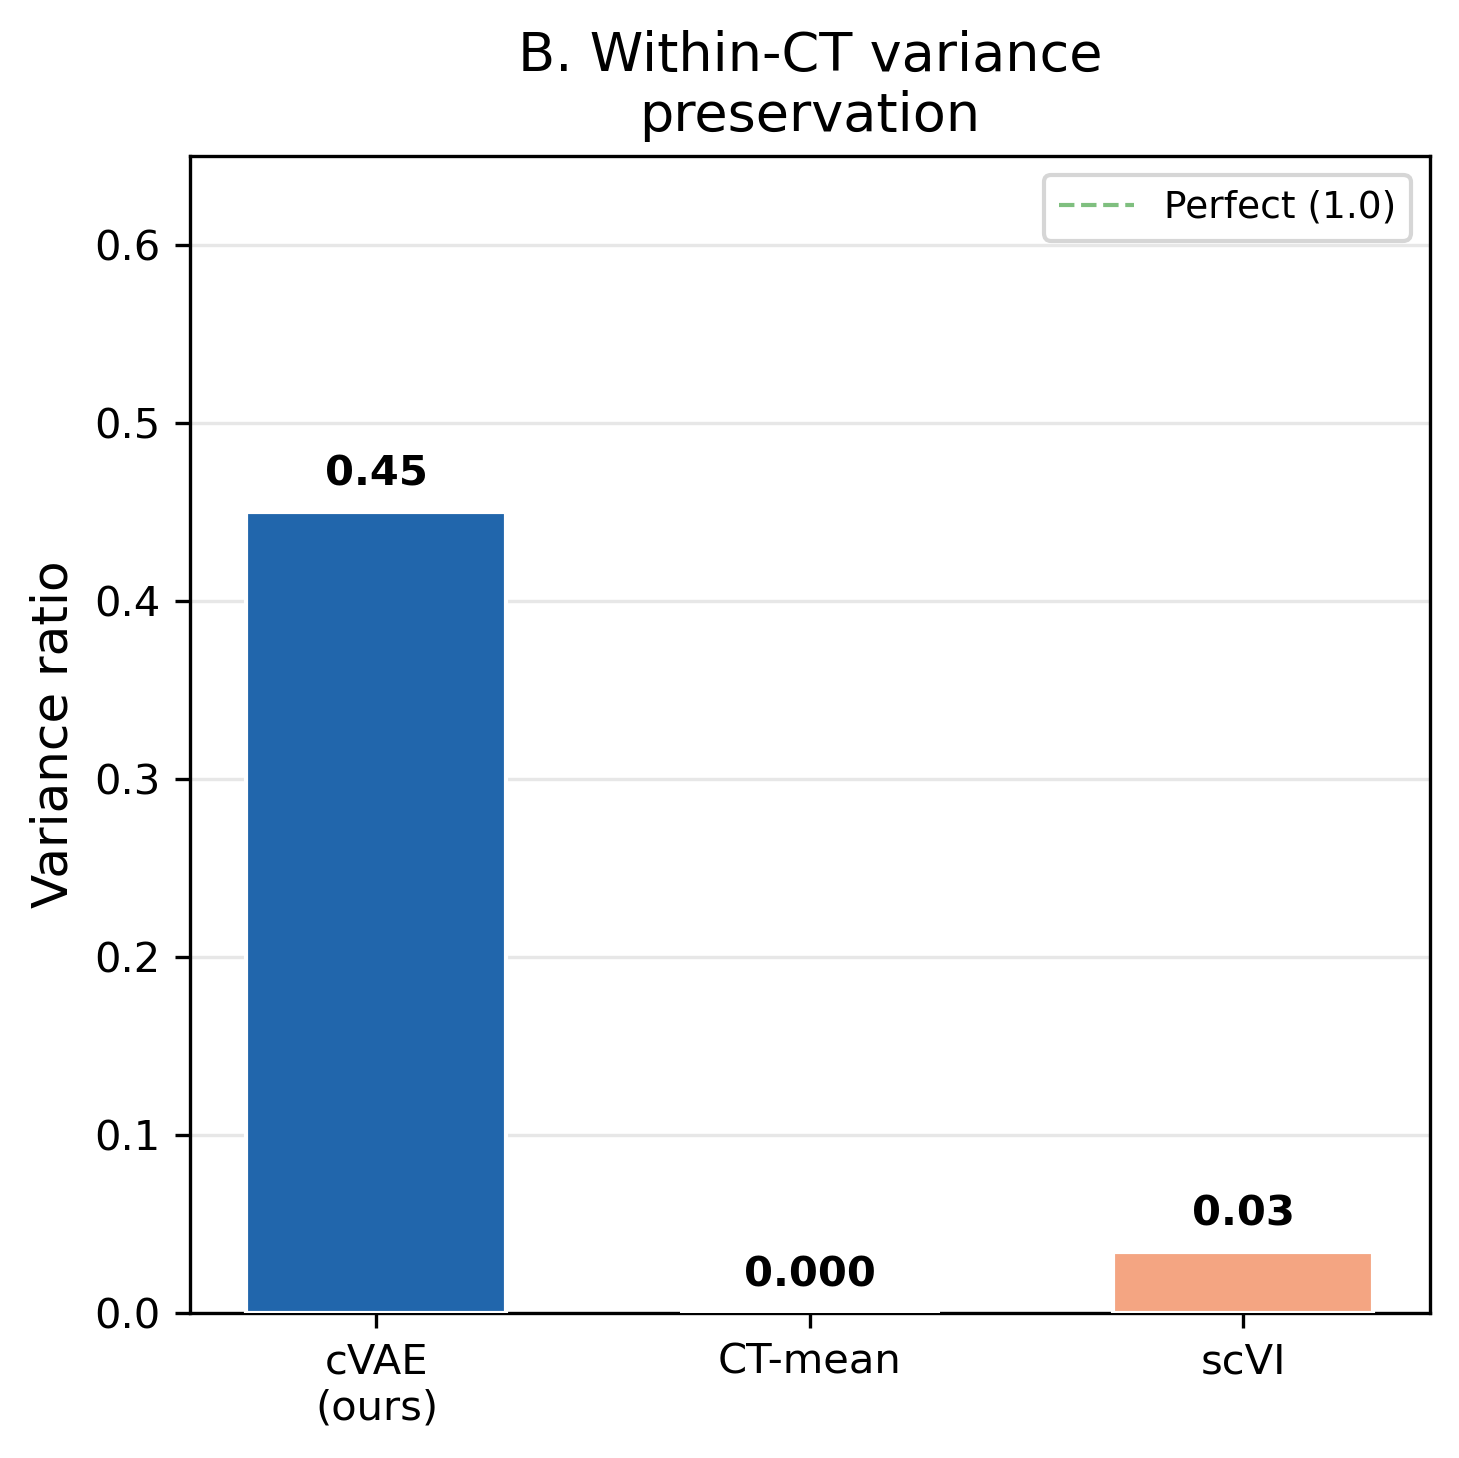 B. Within-CT variance
preservation
Perfect (1.0)
Variance ratio
0.6
0.5
0.4
0.3
0.2
0.1
0.0
0.45
0.000
0.03
cVAE
(ours)
CT-mean
scVI